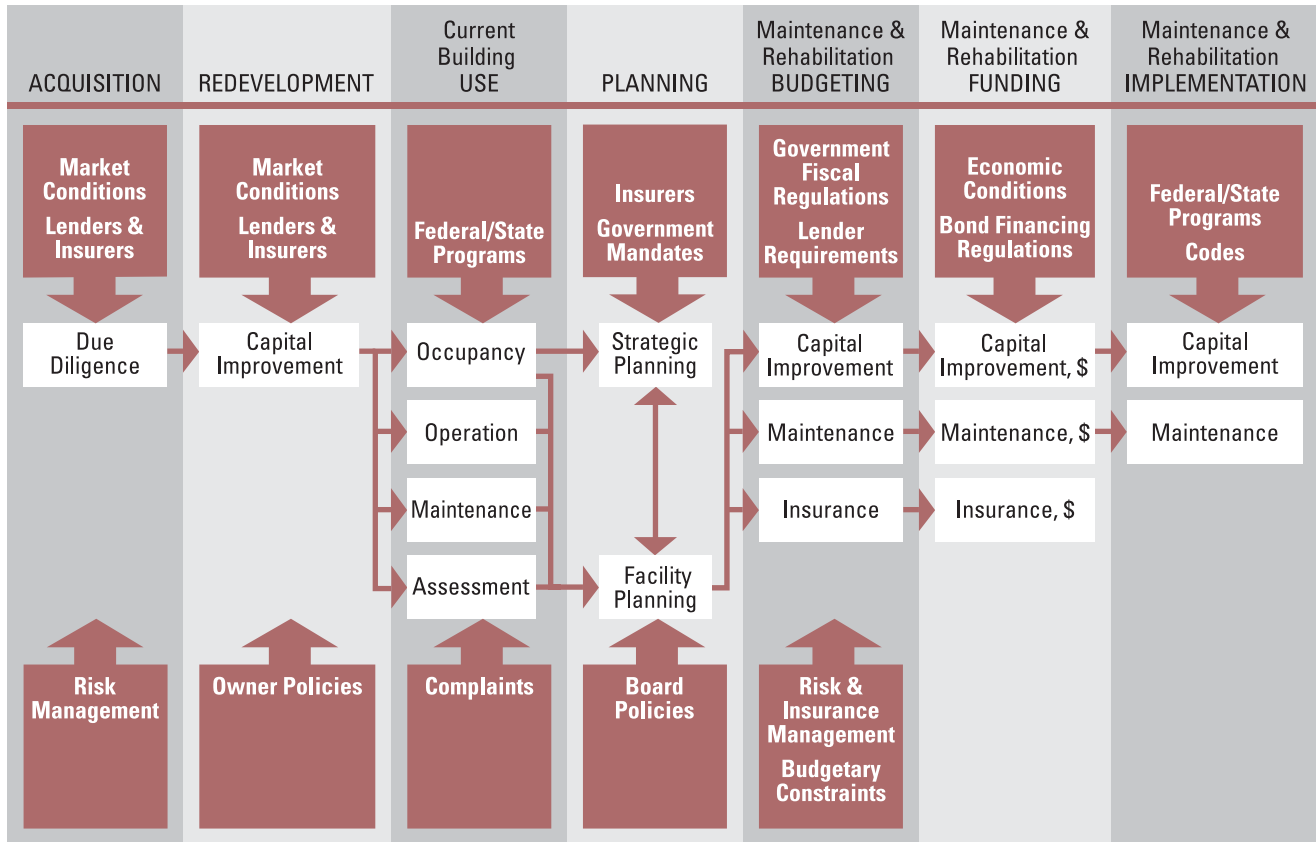 ACQUISITION
REDEVELOPMENT
Current
Building
USE
PLANNING
Maintenance &
Rehabilitation
BUDGETING
Maintenance &
Rehabilitation
FUNDING
Maintenance &
Rehabilitation
IMPLEMENTATION
Market
Conditions
Lenders &
Insurers
Market
Conditions
Lenders &
Insurers
Federal/State
Programs
Insurers
Government
Mandates
Government
Fiscal
Regulations
Lender
Requirements
Economic
Conditions
Bond Financing
Regulations
Federal/State
Programs
Codes
Due
Diligence
Capital
Improvement
Occupancy
Strategic
Planning
Capital
Improvement
Capital
Improvement, $
Capital
Improvement
Operation
Maintenance
Maintenance, $
Maintenance
Maintenance
Insurance
Insurance, $
Assessment
Facility
Planning
Risk
Management
Owner Policies
Complaints
Board
Policies
Risk &
Insurance
Management
Budgetary
Constraints